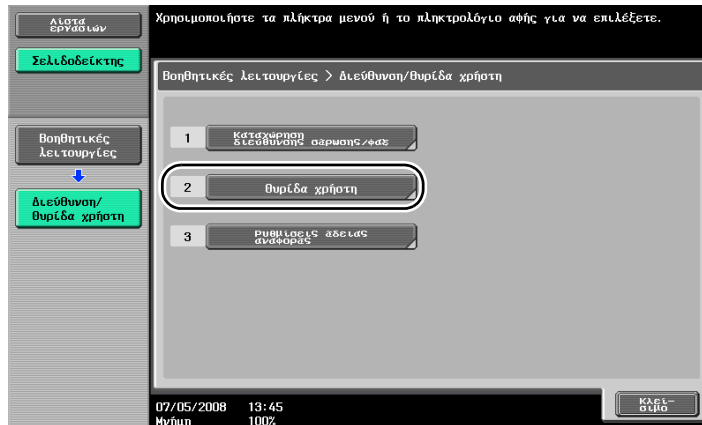 Λίστα
εργασιών
Χρησιμοποιήστε τα πλήκτρα μενού ή το πληκτρολόγιο αφής για να επιλέξετε.
Σελιδοδείκτης
Βοηθητικές λειτουργίες > Διεύθυνση/θυρίδα χρήστη
Βοηθητικές
λειτουργίες
1
Καταχώρηση
διεύθυνσης σάρωσης/φαξ
Διεύθυνση/
θυρίδα χρήστη
2
θυρίδα χρήστη
3
Ρυθμίσεις άδειας
αναφοράς
Κλεί-
σιμο
07/05/2008 13:45
Μνήμη 100%